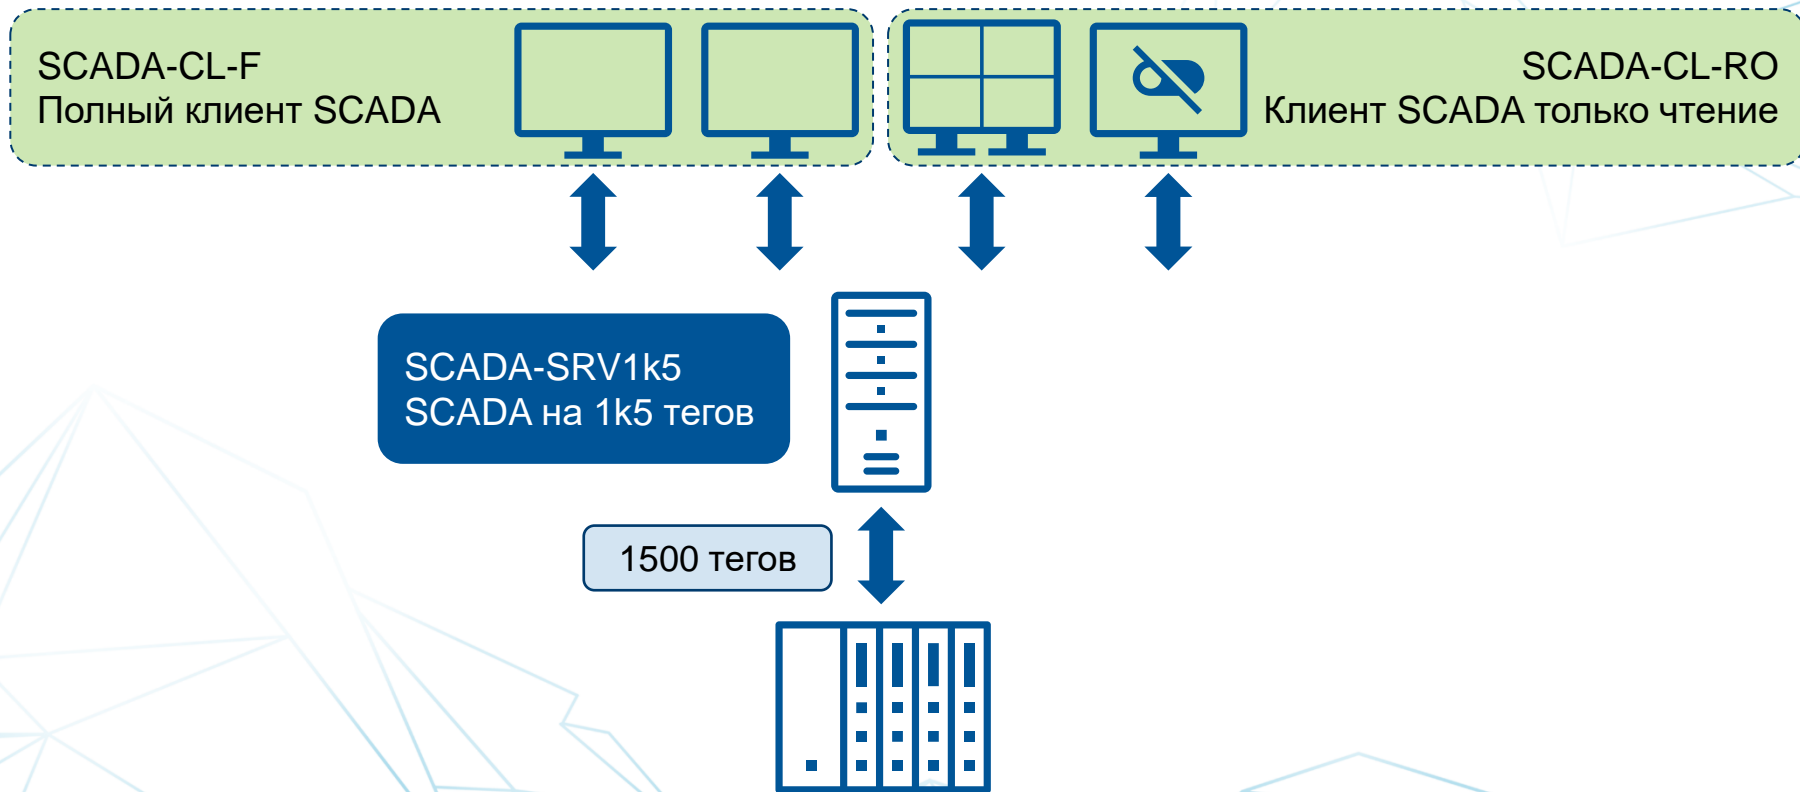 SCADA-CL-F
Полный клиент SCADA
SCADA-CL-RO
Клиент SCADA только чтение
SCADA-SRV1k5
SCADA на 1k5 тегов
1500 тегов